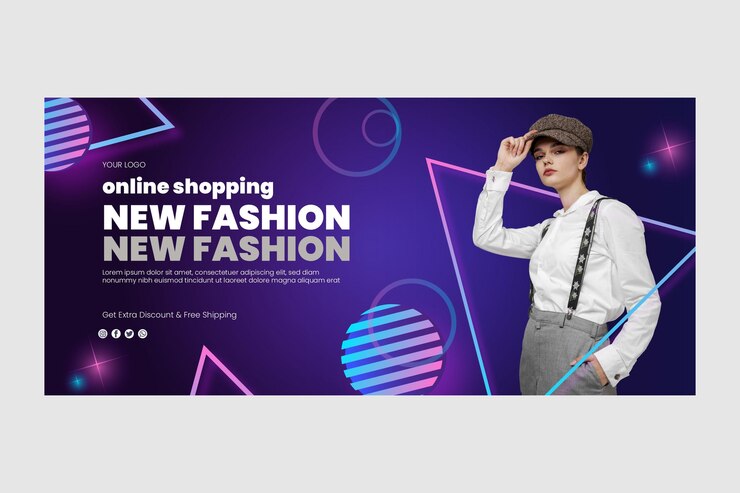 YOUR LOGO
online shopping
NEW FASHION
NEW FASHION
Lorem ipsum dolor sit amet, consectetuer adipiscing elit, sed diam
nonummy nibh euismod tincidunt ut laoreet dolore magna aliquam erat
Get Extra Discount & Free Shipping